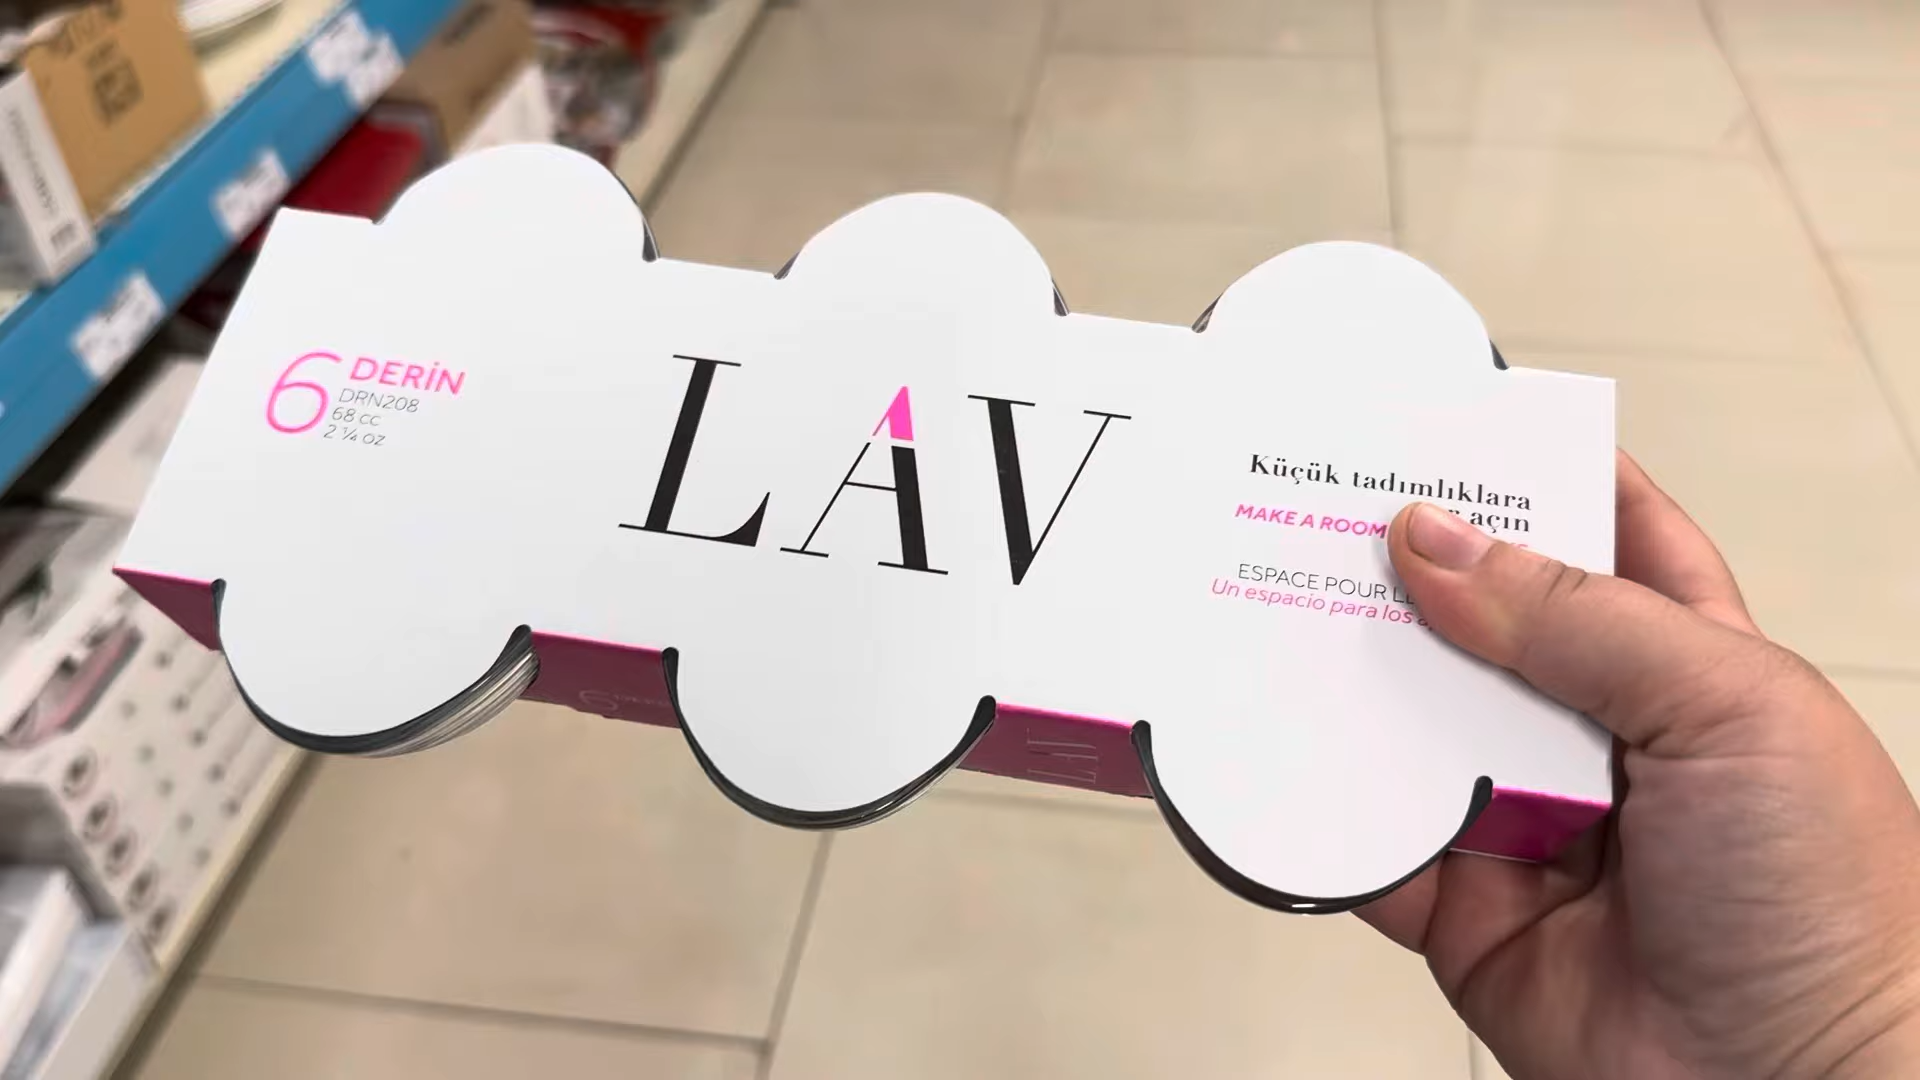 6 DERİN
DRN208
68 cc
2 ¼ oz
LAV
Küçük tadımlıklara
açın
MAKE A ROOM
ESPACE POUR
Un espacio para los
LAV